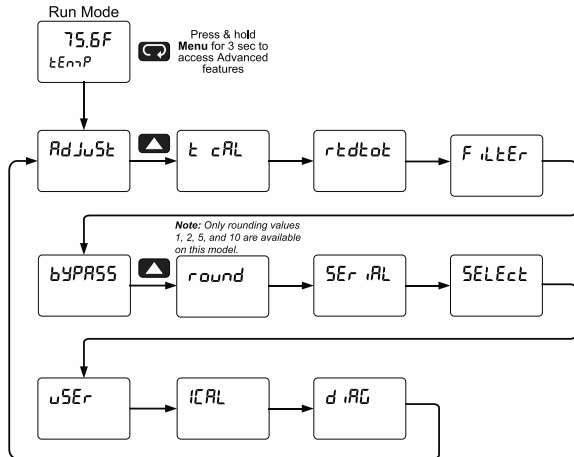 Run Mode
75.6F
tEmP
Press & hold
Menu for 3 sec to
access Advanced
features
AdJuSt
t cAL
rtdtot
FiLtEr
Note: Only rounding values
1, 2, 5, and 10 are available
on this model.
bYPASS
round
SEriAL
SELEct
uSEr
ICAL
diAG